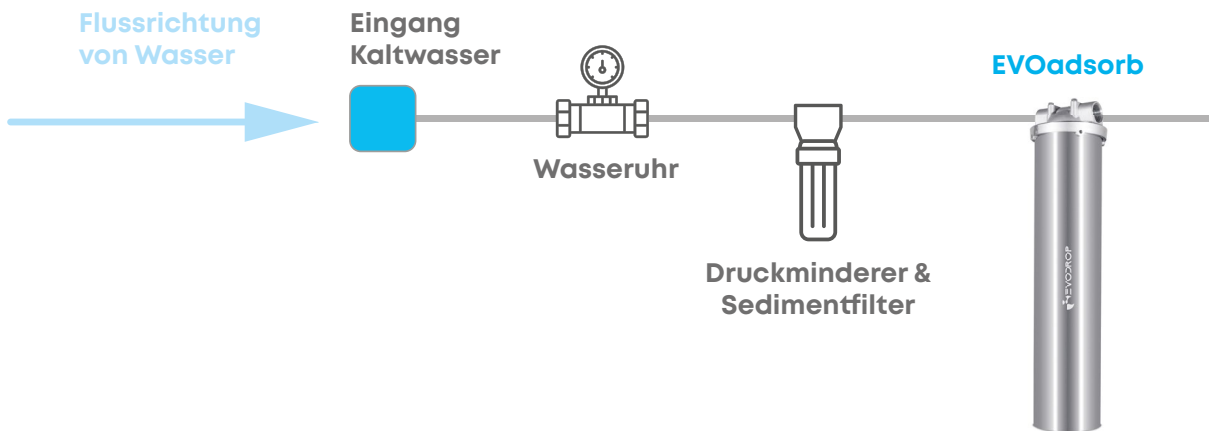 Flussrichtung
von Wasser
Eingang
Kaltwasser
EVOadsorb
Wasseruhr
Druckminderer &
Sedimentfilter
EVODROP